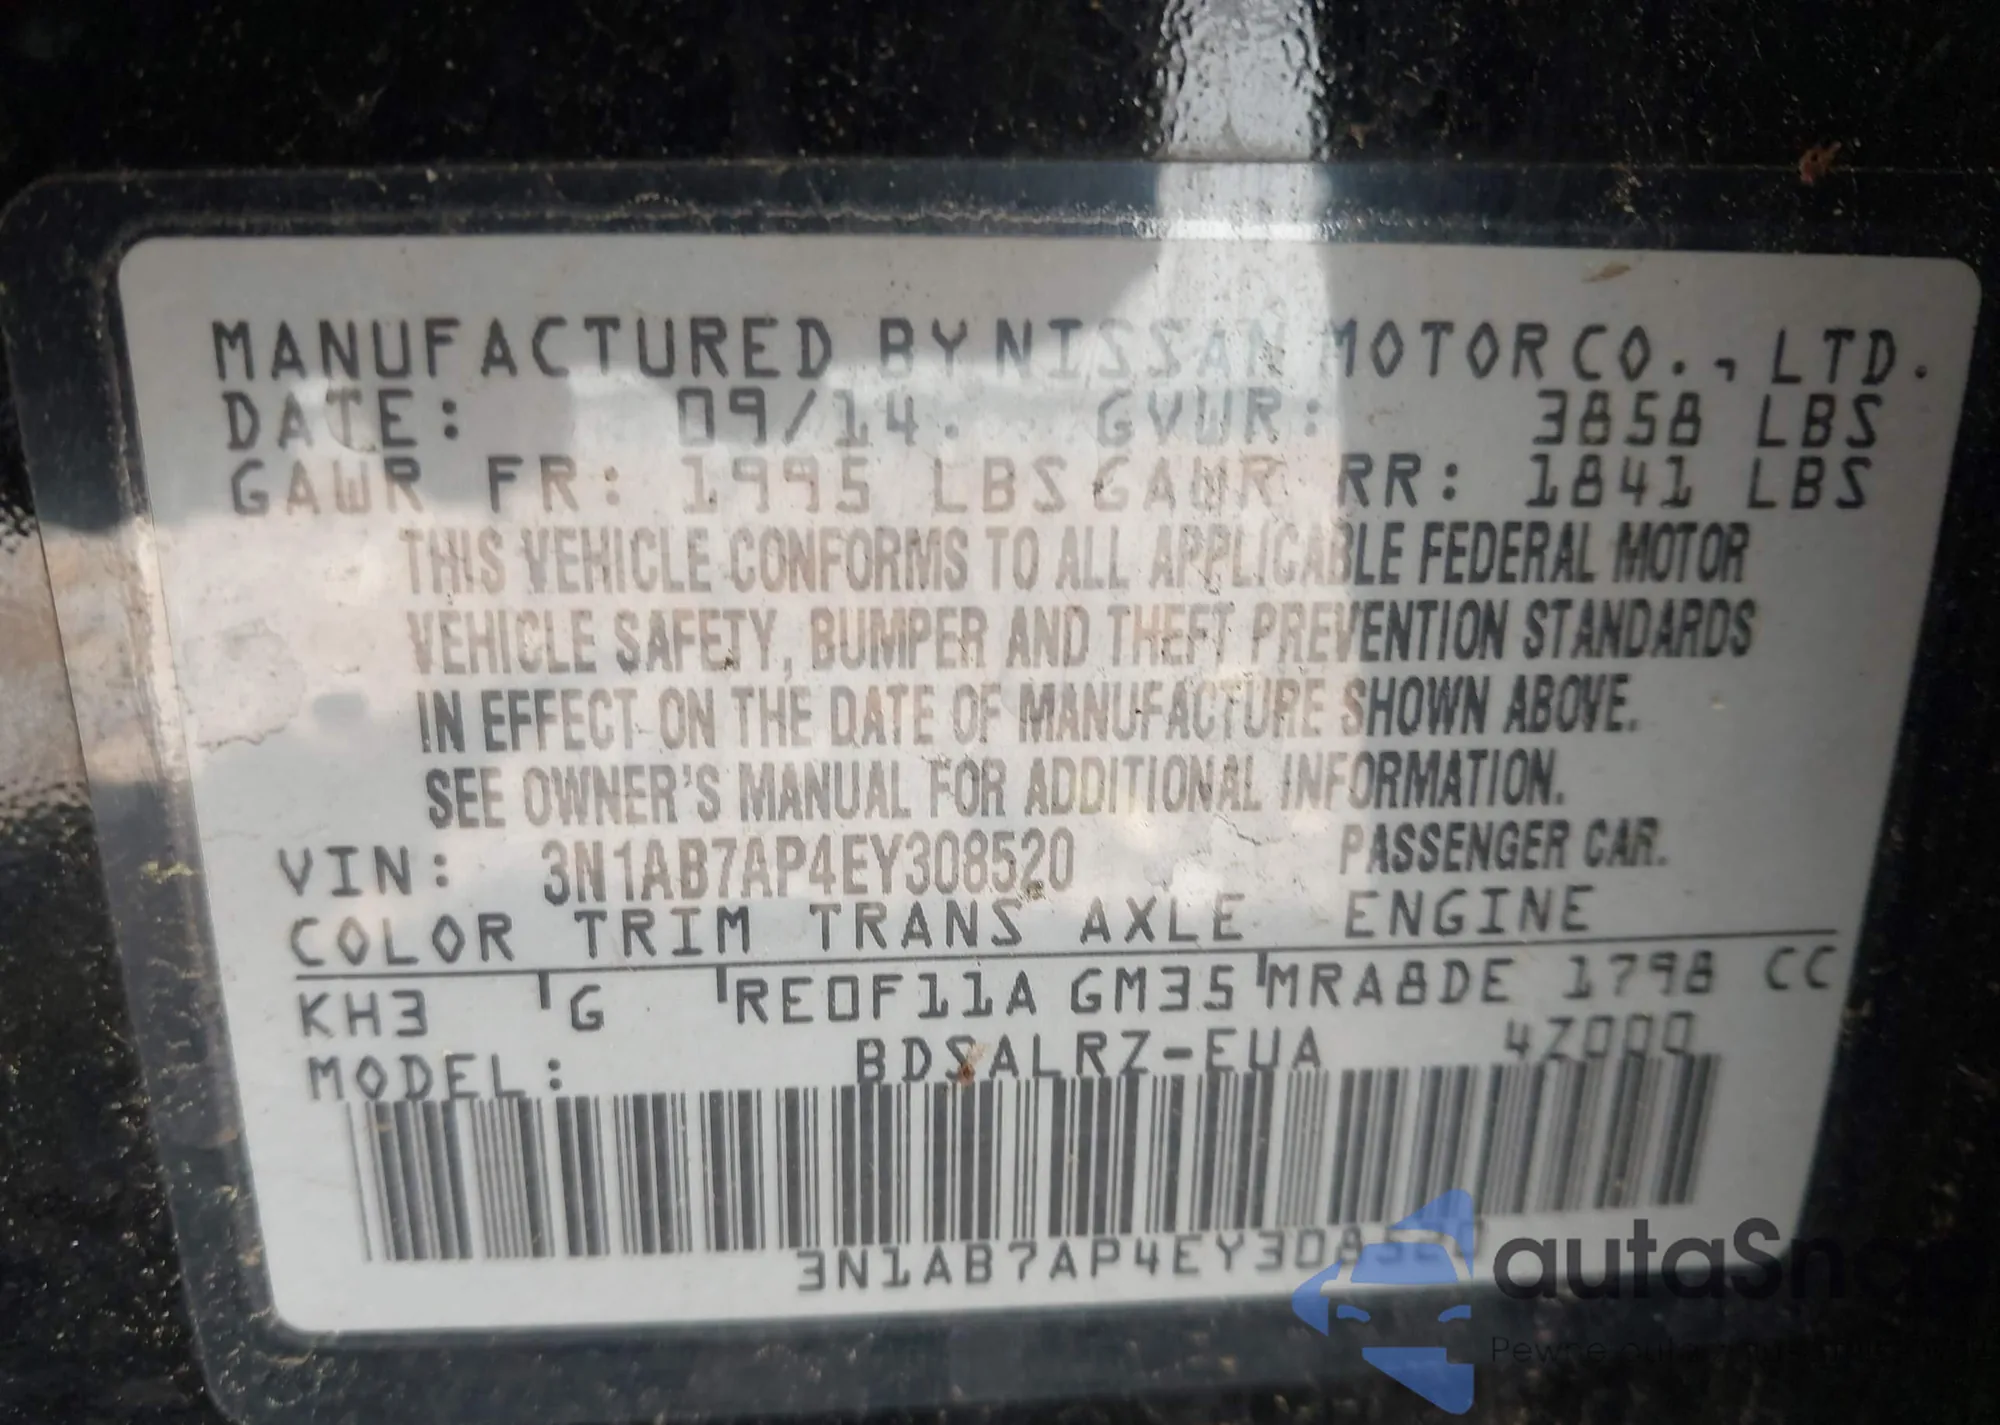 MANUFACTURED BY NISSAN MOTOR CO., LTD.
DATE: 09/14. GVWR: 3858 LBS
GAWR FR: 1995 LBS GAWR RR: 1841 LBS
THIS VEHICLE CONFORMS TO ALL APPLICABLE FEDERAL MOTOR
VEHICLE SAFETY, BUMPER AND THEFT PREVENTION STANDARDS
IN EFFECT ON THE DATE OF MANUFACTURE SHOWN ABOVE.
SEE OWNER'S MANUAL FOR ADDITIONAL INFORMATION.
VIN: 3N1AB7AP4EY308520 PASSENGER CAR.
COLOR TRIM TRANS AXLE ENGINE
KH3 G RE0F11A GM35 MRA8DE 1798 CC
MODEL: BDSALRZ-EUA 4Z000
3N1AB7AP4EY308520
Pewne